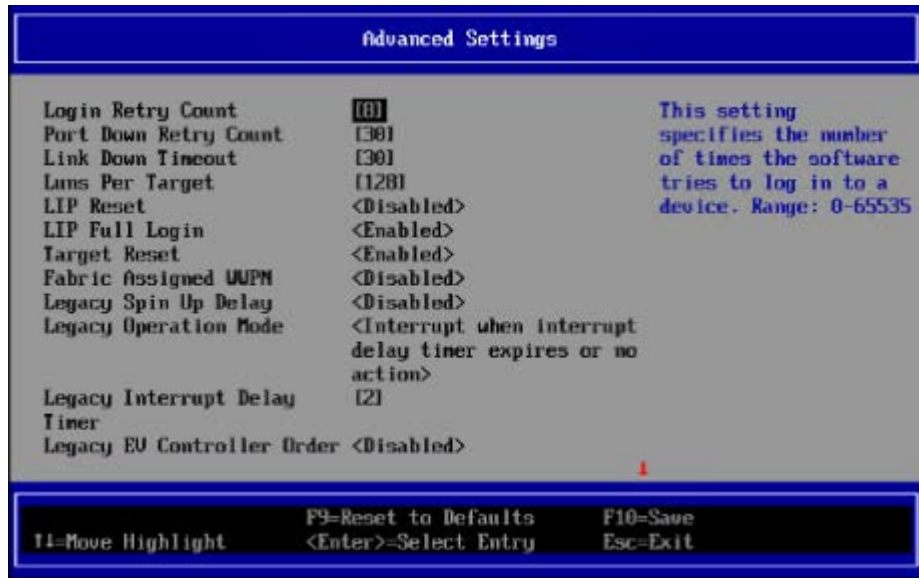 Advanced Settings
Login Retry Count [8]
Port Down Retry Count [30]
Link Down Timeout [30]
Luns Per Target [128]
LIP Reset <Disabled>
LIP Full Login <Enabled>
Target Reset <Enabled>
Fabric Assigned WWPN <Disabled>
Legacy Spin Up Delay <Disabled>
Legacy Operation Mode <Interrupt when interrupt
delay timer expires or no
action>
Legacy Interrupt Delay [2]
Timer
Legacy EV Controller Order <Disabled>
This setting
specifies the number
of times the software
tries to log in to a
device. Range: 0-65535
F9=Reset to Defaults F10=Save
↑↓=Move Highlight <Enter>=Select Entry Esc=Exit